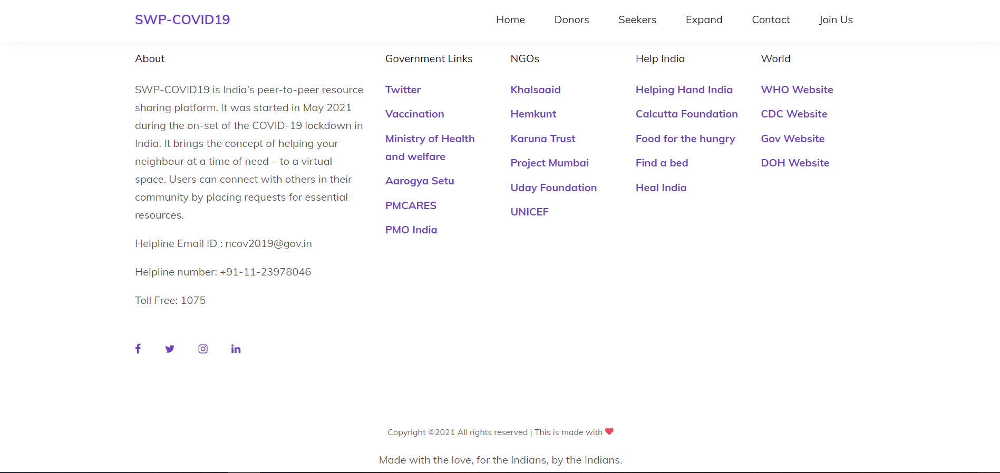 SWP-COVID19
Home Donors Seekers Expand Contact Join Us
About
SWP-COVID19 is India’s peer-to-peer resource
sharing platform. It was started in May 2021
during the on-set of the COVID-19 lockdown in
India. It brings the concept of helping your
neighbour at a time of need – to a virtual
space. Users can connect with others in their
community by placing requests for essential
resources.
Helpline Email ID : ncov2019@gov.in
Helpline number: +91-11-23978046
Toll Free: 1075
Government Links
Twitter
Vaccination
Ministry of Health
and welfare
Aarogya Setu
PMCARES
PMO India
NGOs
Khalsaaid
Hemkunt
Karuna Trust
Project Mumbai
Uday Foundation
UNICEF
Help India
Helping Hand India
Calcutta Foundation
Food for the hungry
Find a bed
Heal India
World
WHO Website
CDC Website
Gov Website
DOH Website
Copyright ©2021 All rights reserved | This is made with
Made with the love, for the Indians, by the Indians.